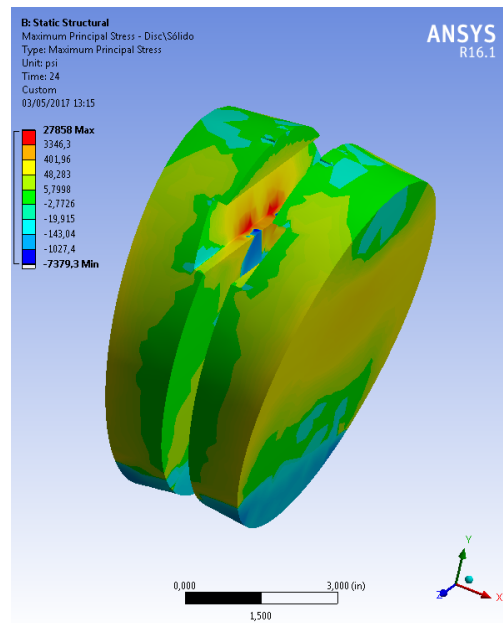 B: Static Structural
Maximum Principal Stress - Disc\Sólido
Type: Maximum Principal Stress
Unit: psi
Time: 24
Custom
03/05/2017 13:15
27858 Max
3346,3
401,96
48,283
5,7998
-2,7726
-19,915
-143,04
-1027,4
-7379,3 Min
ANSYS
R16.1
0,000
3,000 (in)
1,500
Y
Z
X